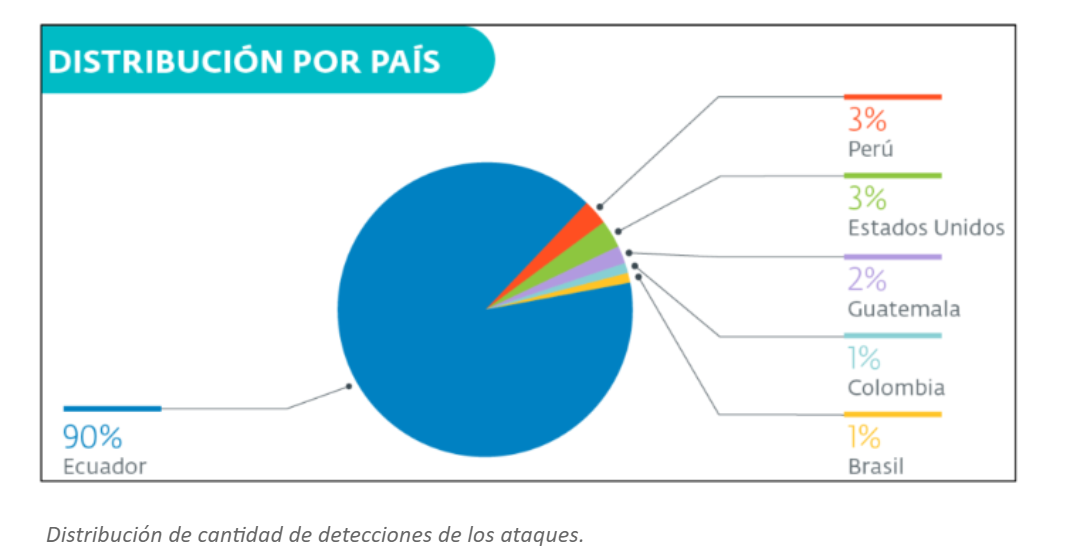 DISTRIBUCIÓN POR PAÍS
3%
Perú
3%
Estados Unidos
2%
Guatemala
1%
Colombia
1%
Brasil
90%
Ecuador
Distribución de cantidad de detecciones de los ataques.